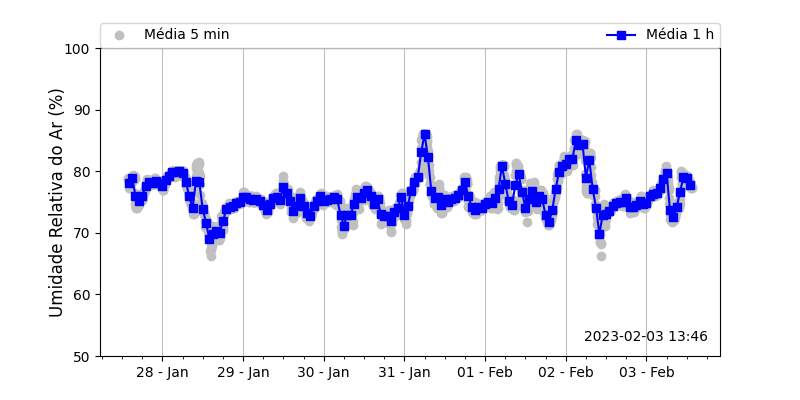 Média 5 min
Média 1 h
Umidade Relativa do Ar (%)
100
90
80
70
60
50
2023-02-03 13:46
28 - Jan
29 - Jan
30 - Jan
31 - Jan
01 - Feb
02 - Feb
03 - Feb